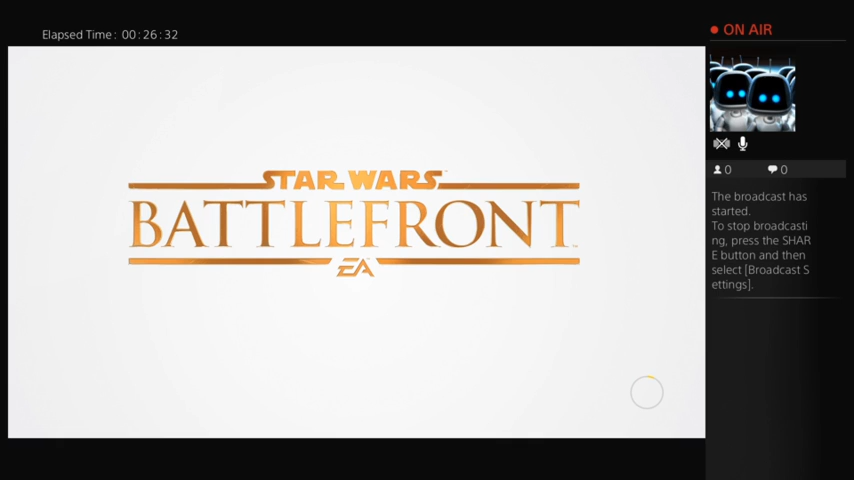 Elapsed Time: 00:26:32
ON AIR
STAR WARS
BATTLEFRONT
EA
0 0
The broadcast has
started.
To stop broadcasti
ng, press the SHAR
E button and then
select [Broadcast S
ettings].